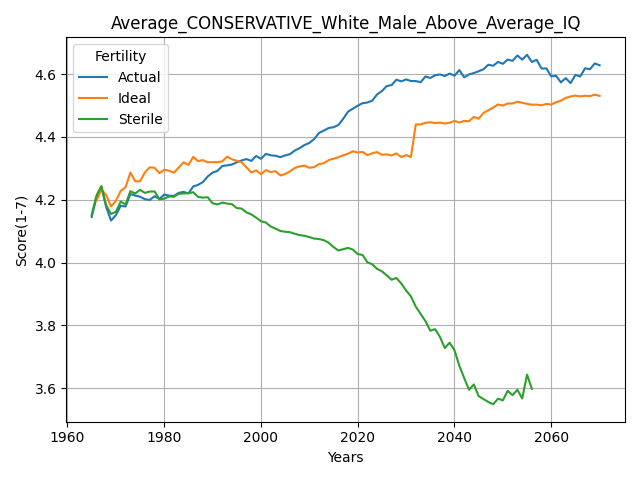 Average_CONSERVATIVE_White_Male_Above_Average_IQ
Fertility
Actual
Ideal
Sterile
Score(1-7)
4.6
4.4
4.2
4.0
3.8
3.6
1960 1980 2000 2020 2040 2060
Years